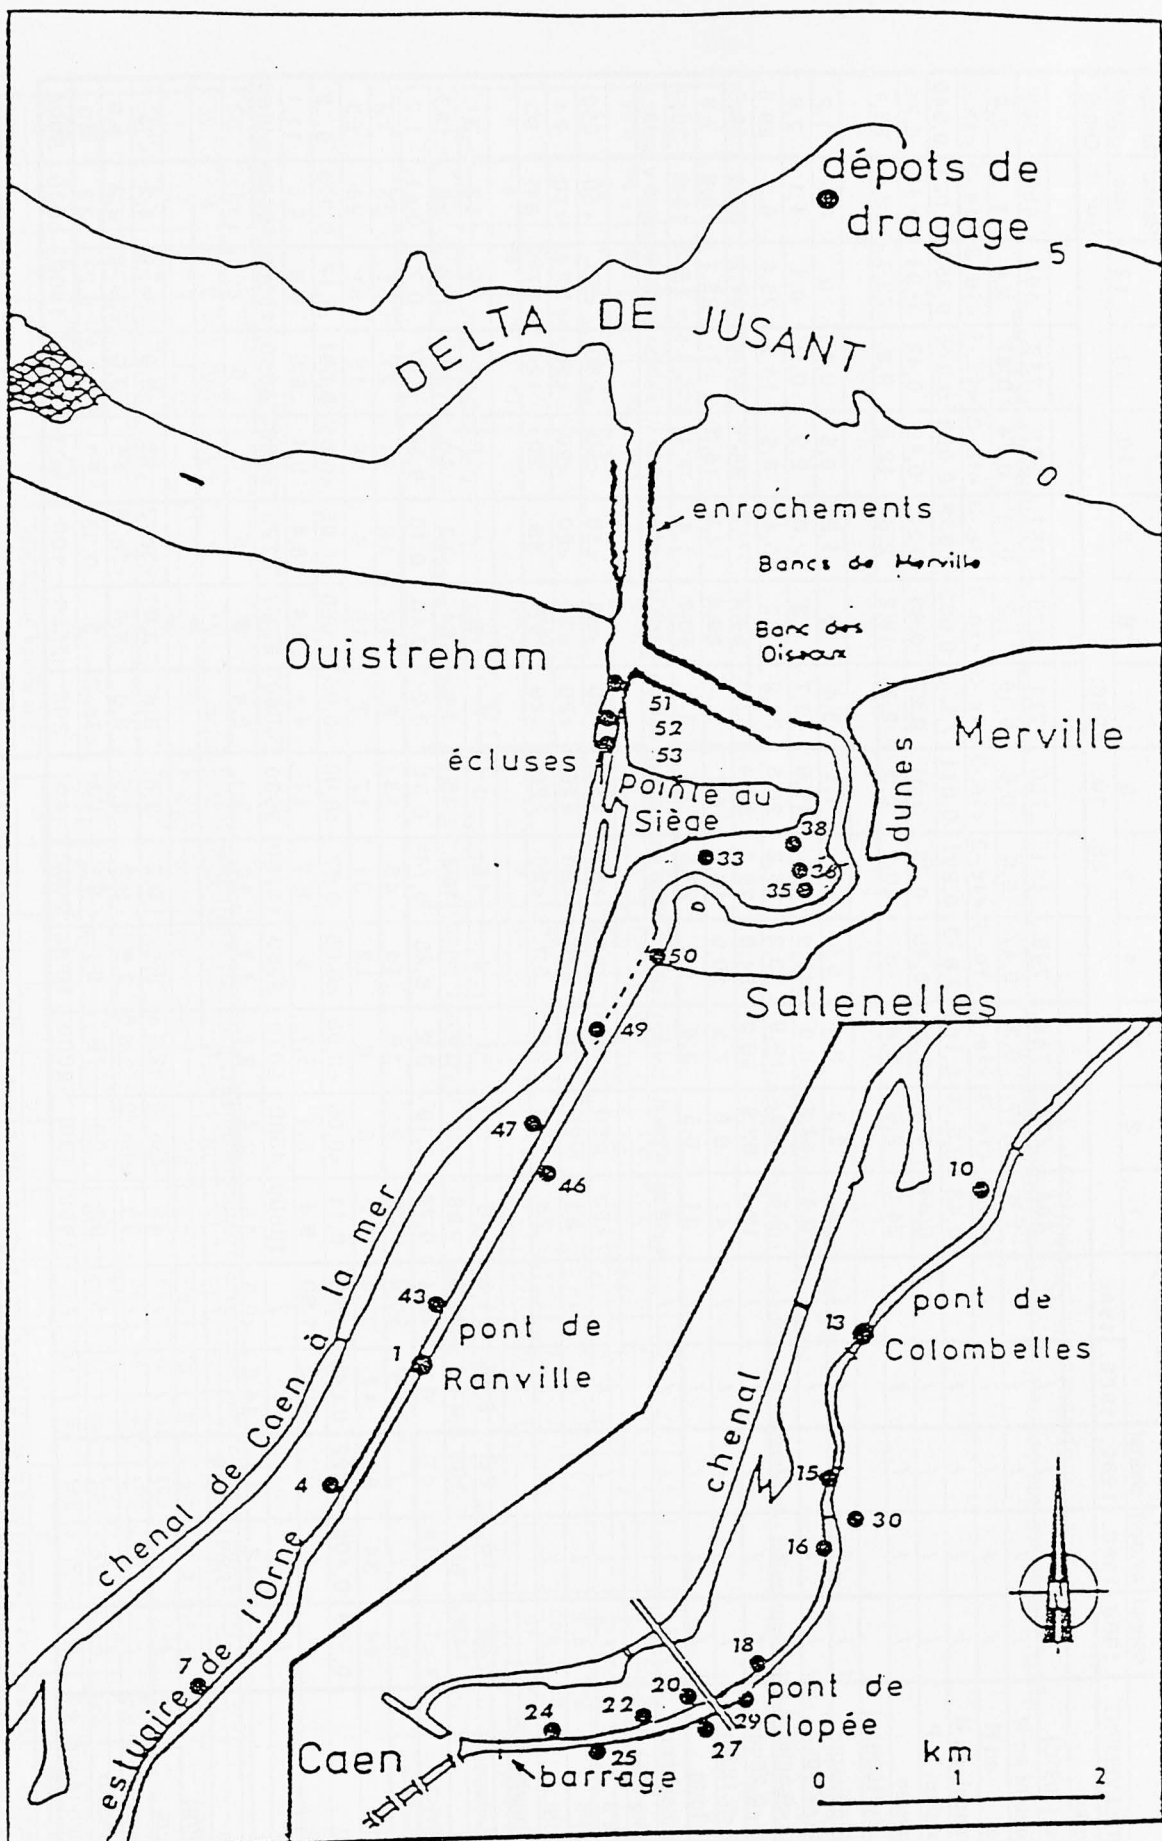 dépots de
dragage
5
DELTA DE JUSANT
0
enrochements
Bancs de Merville
Banc des
Oiseaux
Ouistreham
51
52
53
écluses
Merville
dunes
pointe au
Siège
38
33
36
35
50
Sallenelles
49
47
46
43
1
pont de
Ranville
4
7
chenal de Caen à la mer
estuaire de l'Orne
10
13
pont de
Colombelles
chenal
15
30
16
18
20
22
24
29
pont de
Clopée
27
25
Caen
barrage
km
0
1
2